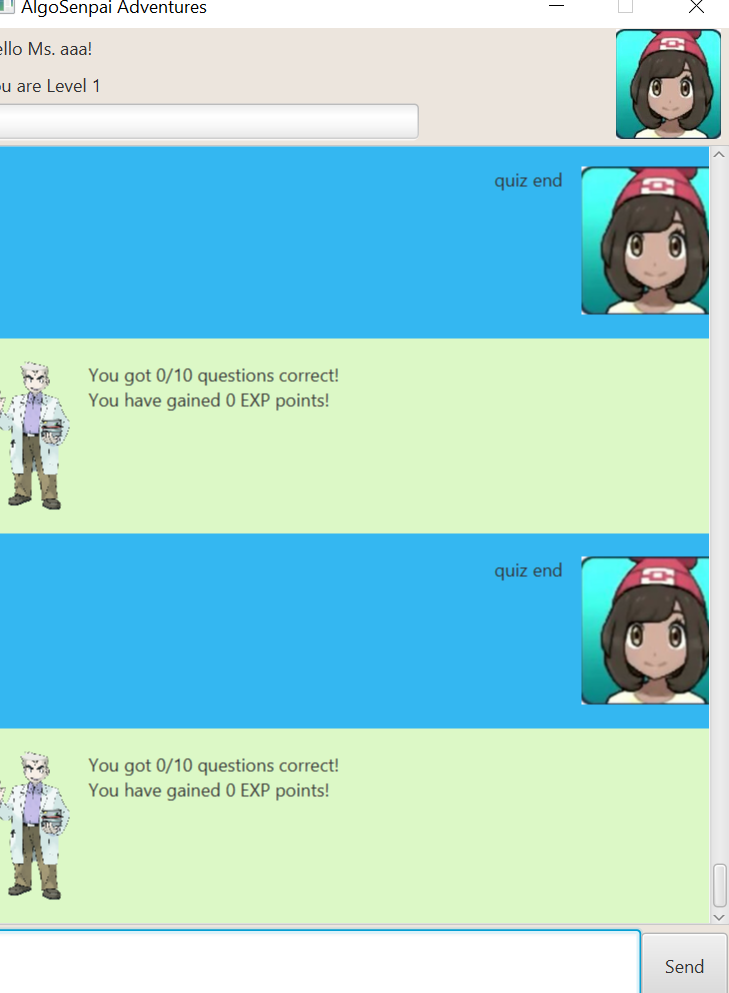 AlgoSenpai Adventures
ello Ms. aaa!
ou are Level 1
quiz end
You got 0/10 questions correct!
You have gained 0 EXP points!
quiz end
You got 0/10 questions correct!
You have gained 0 EXP points!
Send